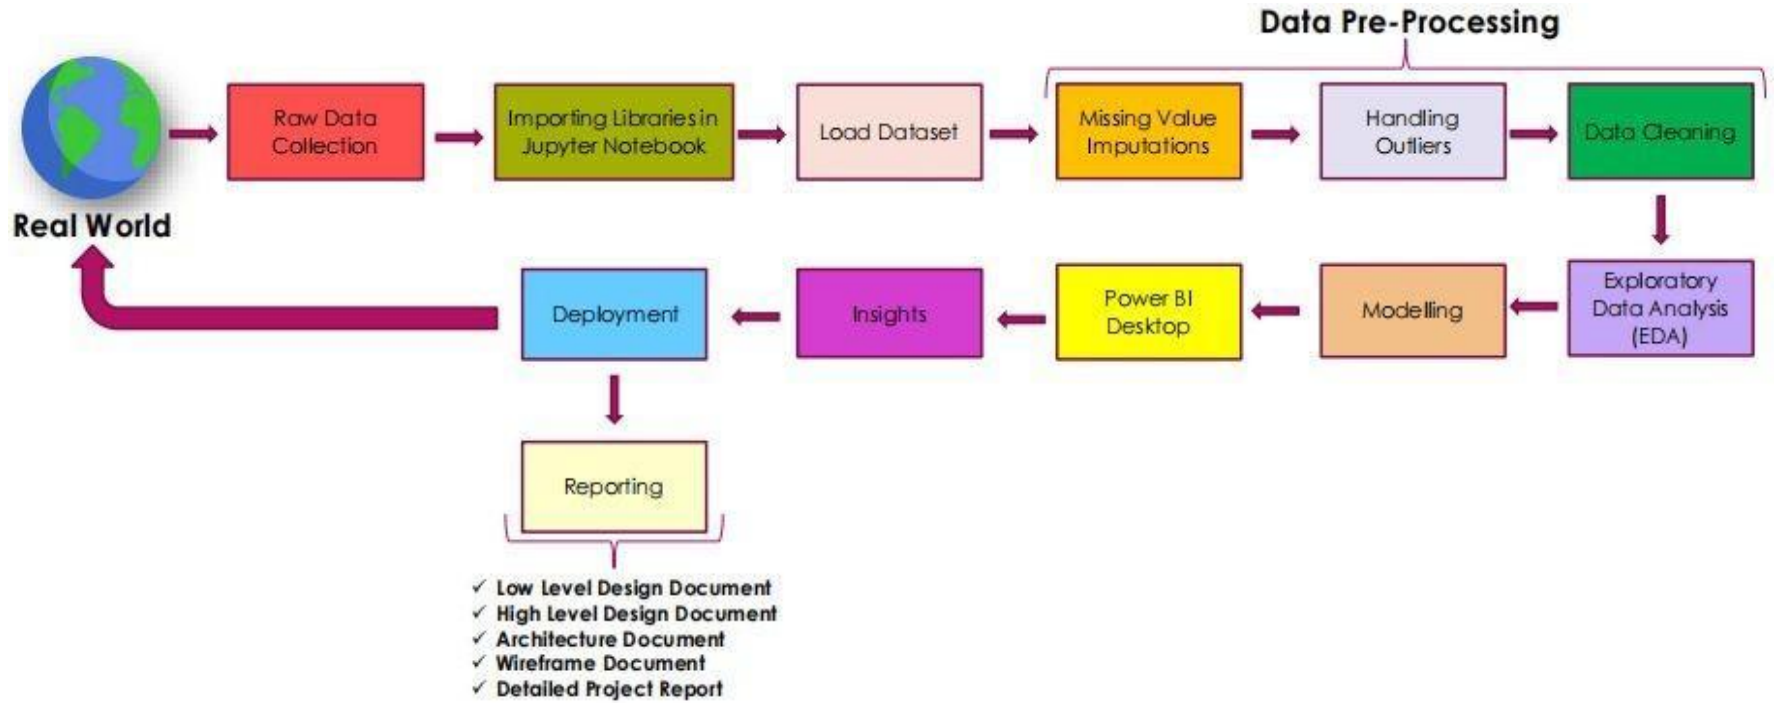 Data Pre-Processing
Raw Data
Collection
Importing Libraries in
Jupyter Notebook
Load Dataset
Missing Value
Imputations
Handling
Outliers
Data Cleaning
Real World
Exploratory
Data Analysis
(EDA)
Modelling
Power BI
Desktop
Insights
Deployment
Reporting
✓ Low Level Design Document
✓ High Level Design Document
✓ Architecture Document
✓ Wireframe Document
✓ Detailed Project Report